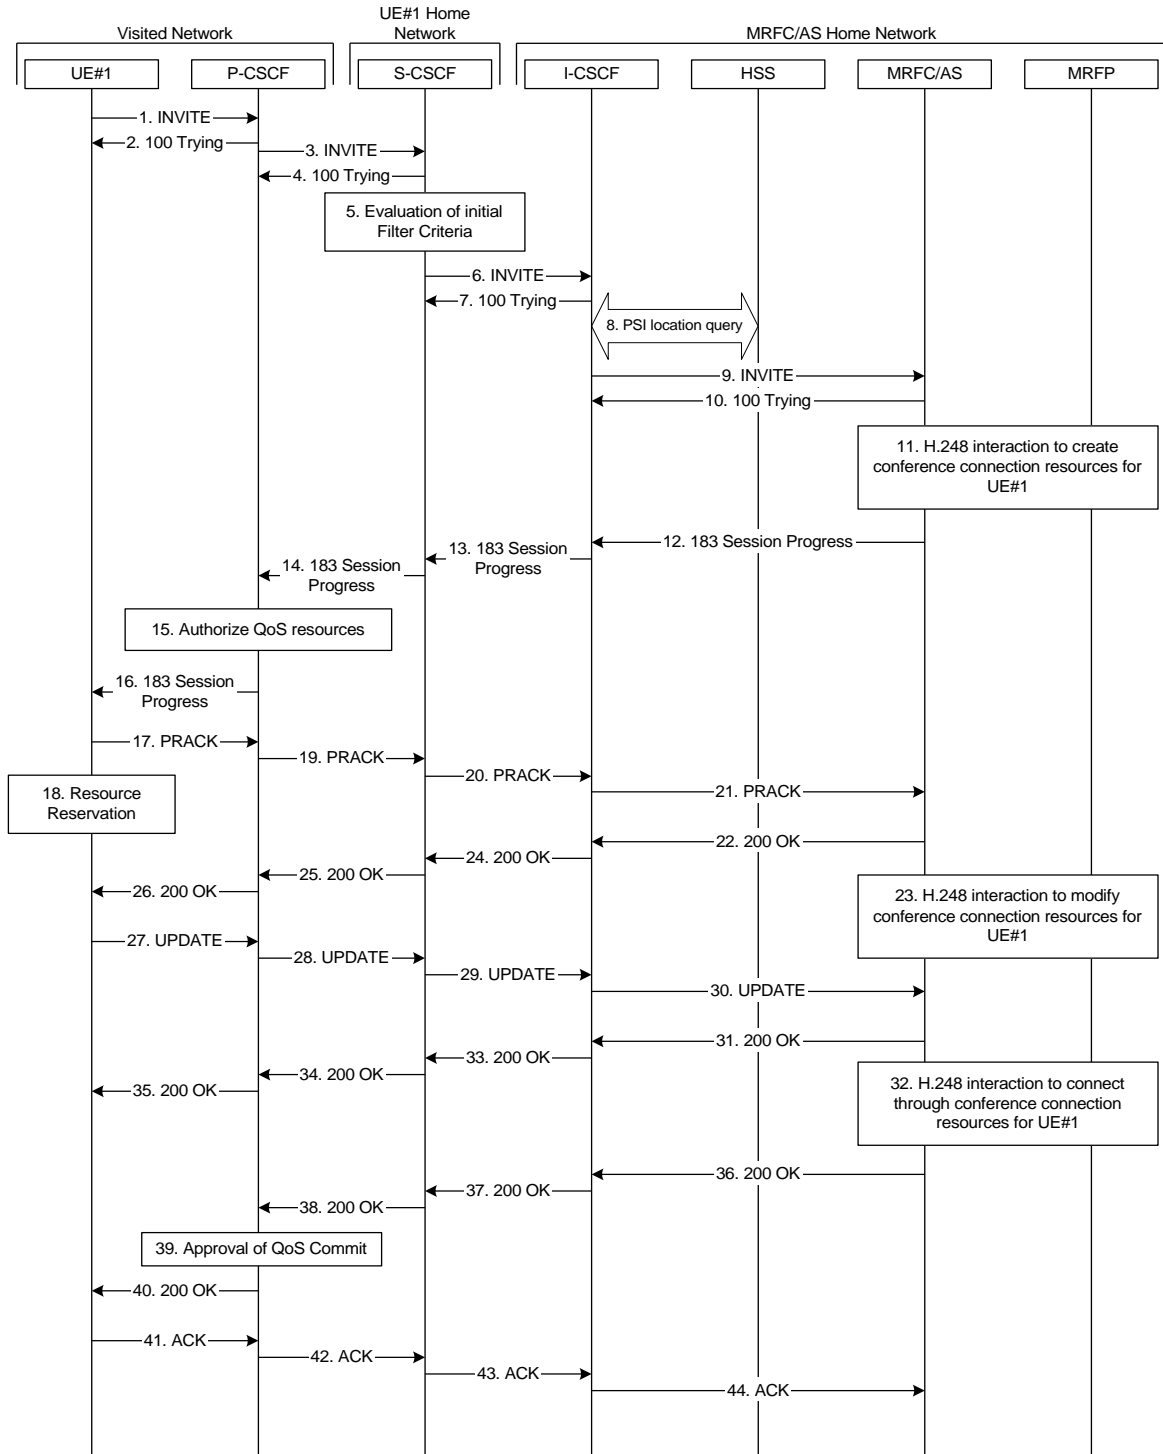 UE#1 Home
Network
Visited Network
MRFC/AS Home Network
UE#1
P-CSCF
S-CSCF
I-CSCF
HSS
MRFC/AS
MRFP
1. INVITE
2. 100 Trying
3. INVITE
4. 100 Trying
5. Evaluation of initial
Filter Criteria
6. INVITE
7. 100 Trying
8. PSI location query
9. INVITE
10. 100 Trying
11. H.248 interaction to create
conference connection resources for
UE#1
12. 183 Session Progress
13. 183 Session
Progress
14. 183 Session
Progress
15. Authorize QoS resources
16. 183 Session
Progress
17. PRACK
19. PRACK
20. PRACK
18. Resource
Reservation
21. PRACK
22. 200 OK
24. 200 OK
25. 200 OK
26. 200 OK
23. H.248 interaction to modify
conference connection resources for
UE#1
27. UPDATE
28. UPDATE
29. UPDATE
30. UPDATE
31. 200 OK
33. 200 OK
34. 200 OK
35. 200 OK
32. H.248 interaction to connect
through conference connection
resources for UE#1
36. 200 OK
37. 200 OK
38. 200 OK
39. Approval of QoS Commit
40. 200 OK
41. ACK
42. ACK
43. ACK
44. ACK